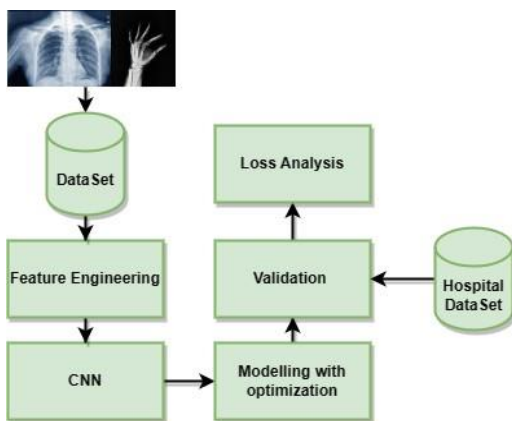 DataSet
Feature Engineering
CNN
Modelling with
optimization
Validation
Loss Analysis
Hospital
DataSet